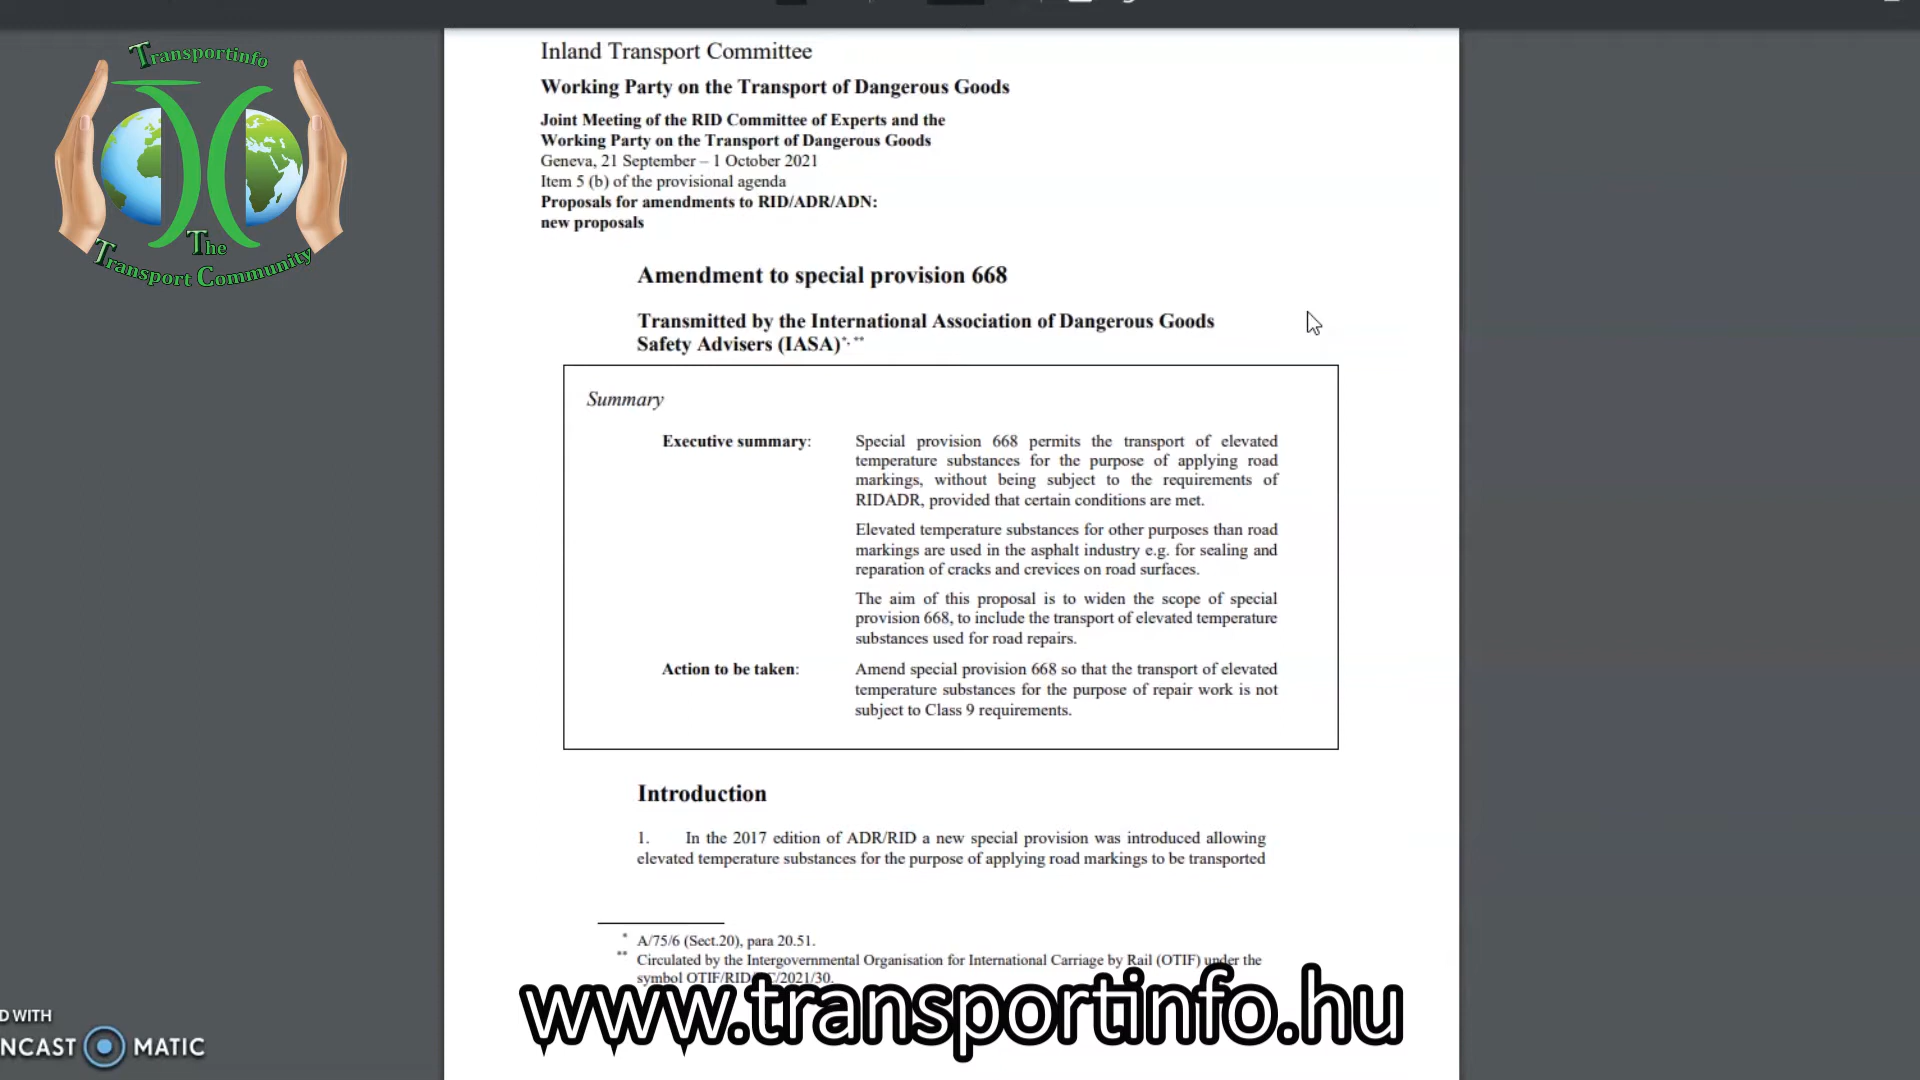 Transportinfo
The
Transport Community
Inland Transport Committee
Working Party on the Transport of Dangerous Goods
Joint Meeting of the RID Committee of Experts and the
Working Party on the Transport of Dangerous Goods
Geneva, 21 September – 1 October 2021
Item 5 (b) of the provisional agenda
Proposals for amendments to RID/ADR/ADN:
new proposals
Amendment to special provision 668
Transmitted by the International Association of Dangerous Goods
Safety Advisers (IASA)*, **
Summary
Executive summary: Special provision 668 permits the transport of elevated
temperature substances for the purpose of applying road
markings, without being subject to the requirements of
RIDADR, provided that certain conditions are met.
Elevated temperature substances for other purposes than road
markings are used in the asphalt industry e.g. for sealing and
reparation of cracks and crevices on road surfaces.
The aim of this proposal is to widen the scope of special
provision 668, to include the transport of elevated temperature
substances used for road repairs.
Action to be taken: Amend special provision 668 so that the transport of elevated
temperature substances for the purpose of repair work is not
subject to Class 9 requirements.
Introduction
1. In the 2017 edition of ADR/RID a new special provision was introduced allowing
elevated temperature substances for the purpose of applying road markings to be transported
* A/75/6 (Sect.20), para 20.51.
** Circulated by the Intergovernmental Organisation for International Carriage by Rail (OTIF) under the
symbol OTIF/RID/ /2021/30.
www.transportinfo.hu
D WITH
NCAST MATIC